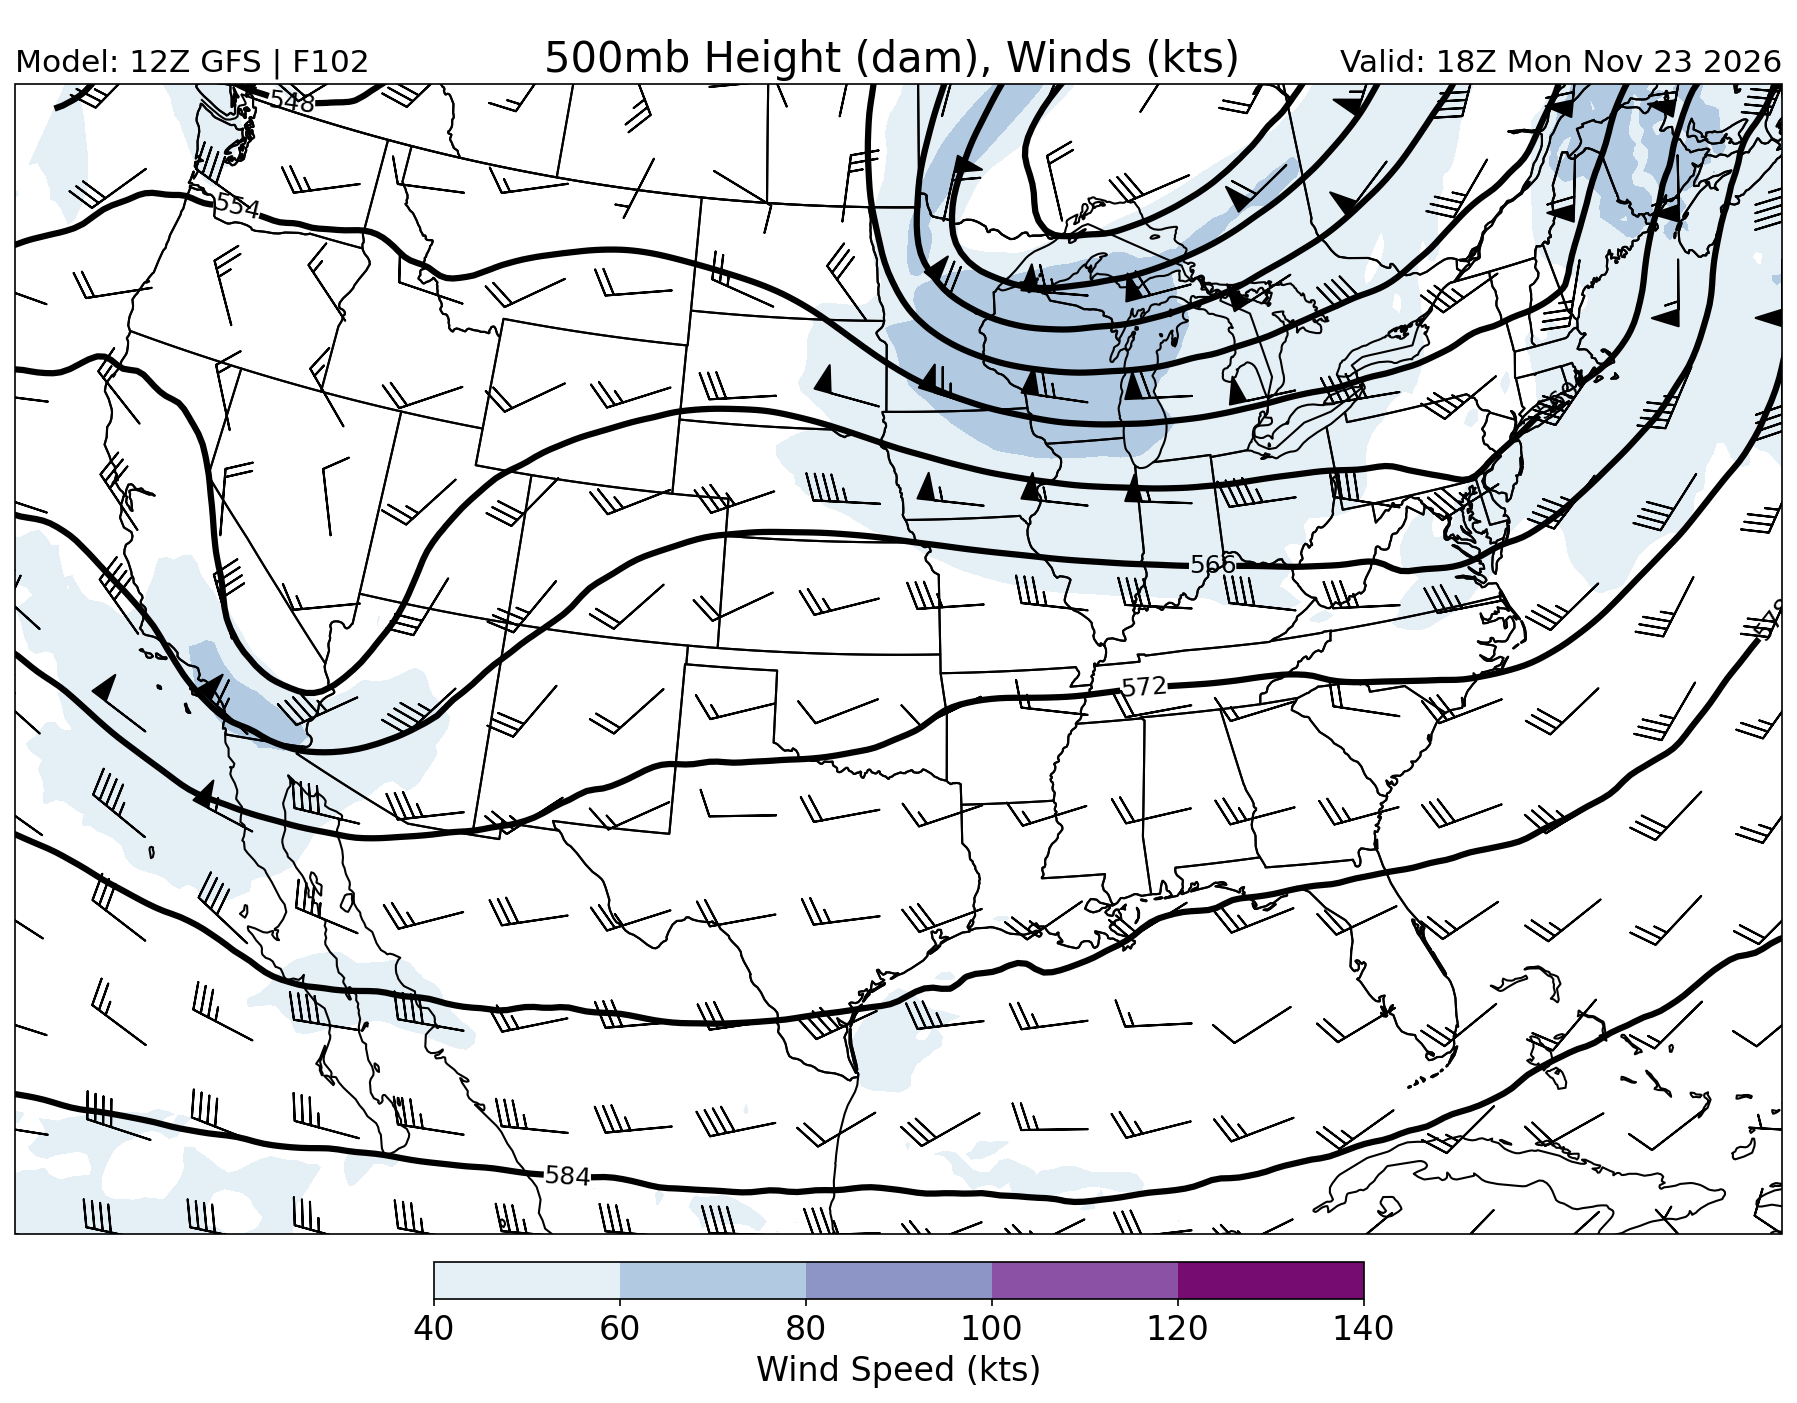 Model: 12Z GFS | F102
500mb Height (dam), Winds (kts)
Valid: 18Z Mon Nov 23 2026
548
554
566
572
584
40 60 80 100 120 140
Wind Speed (kts)